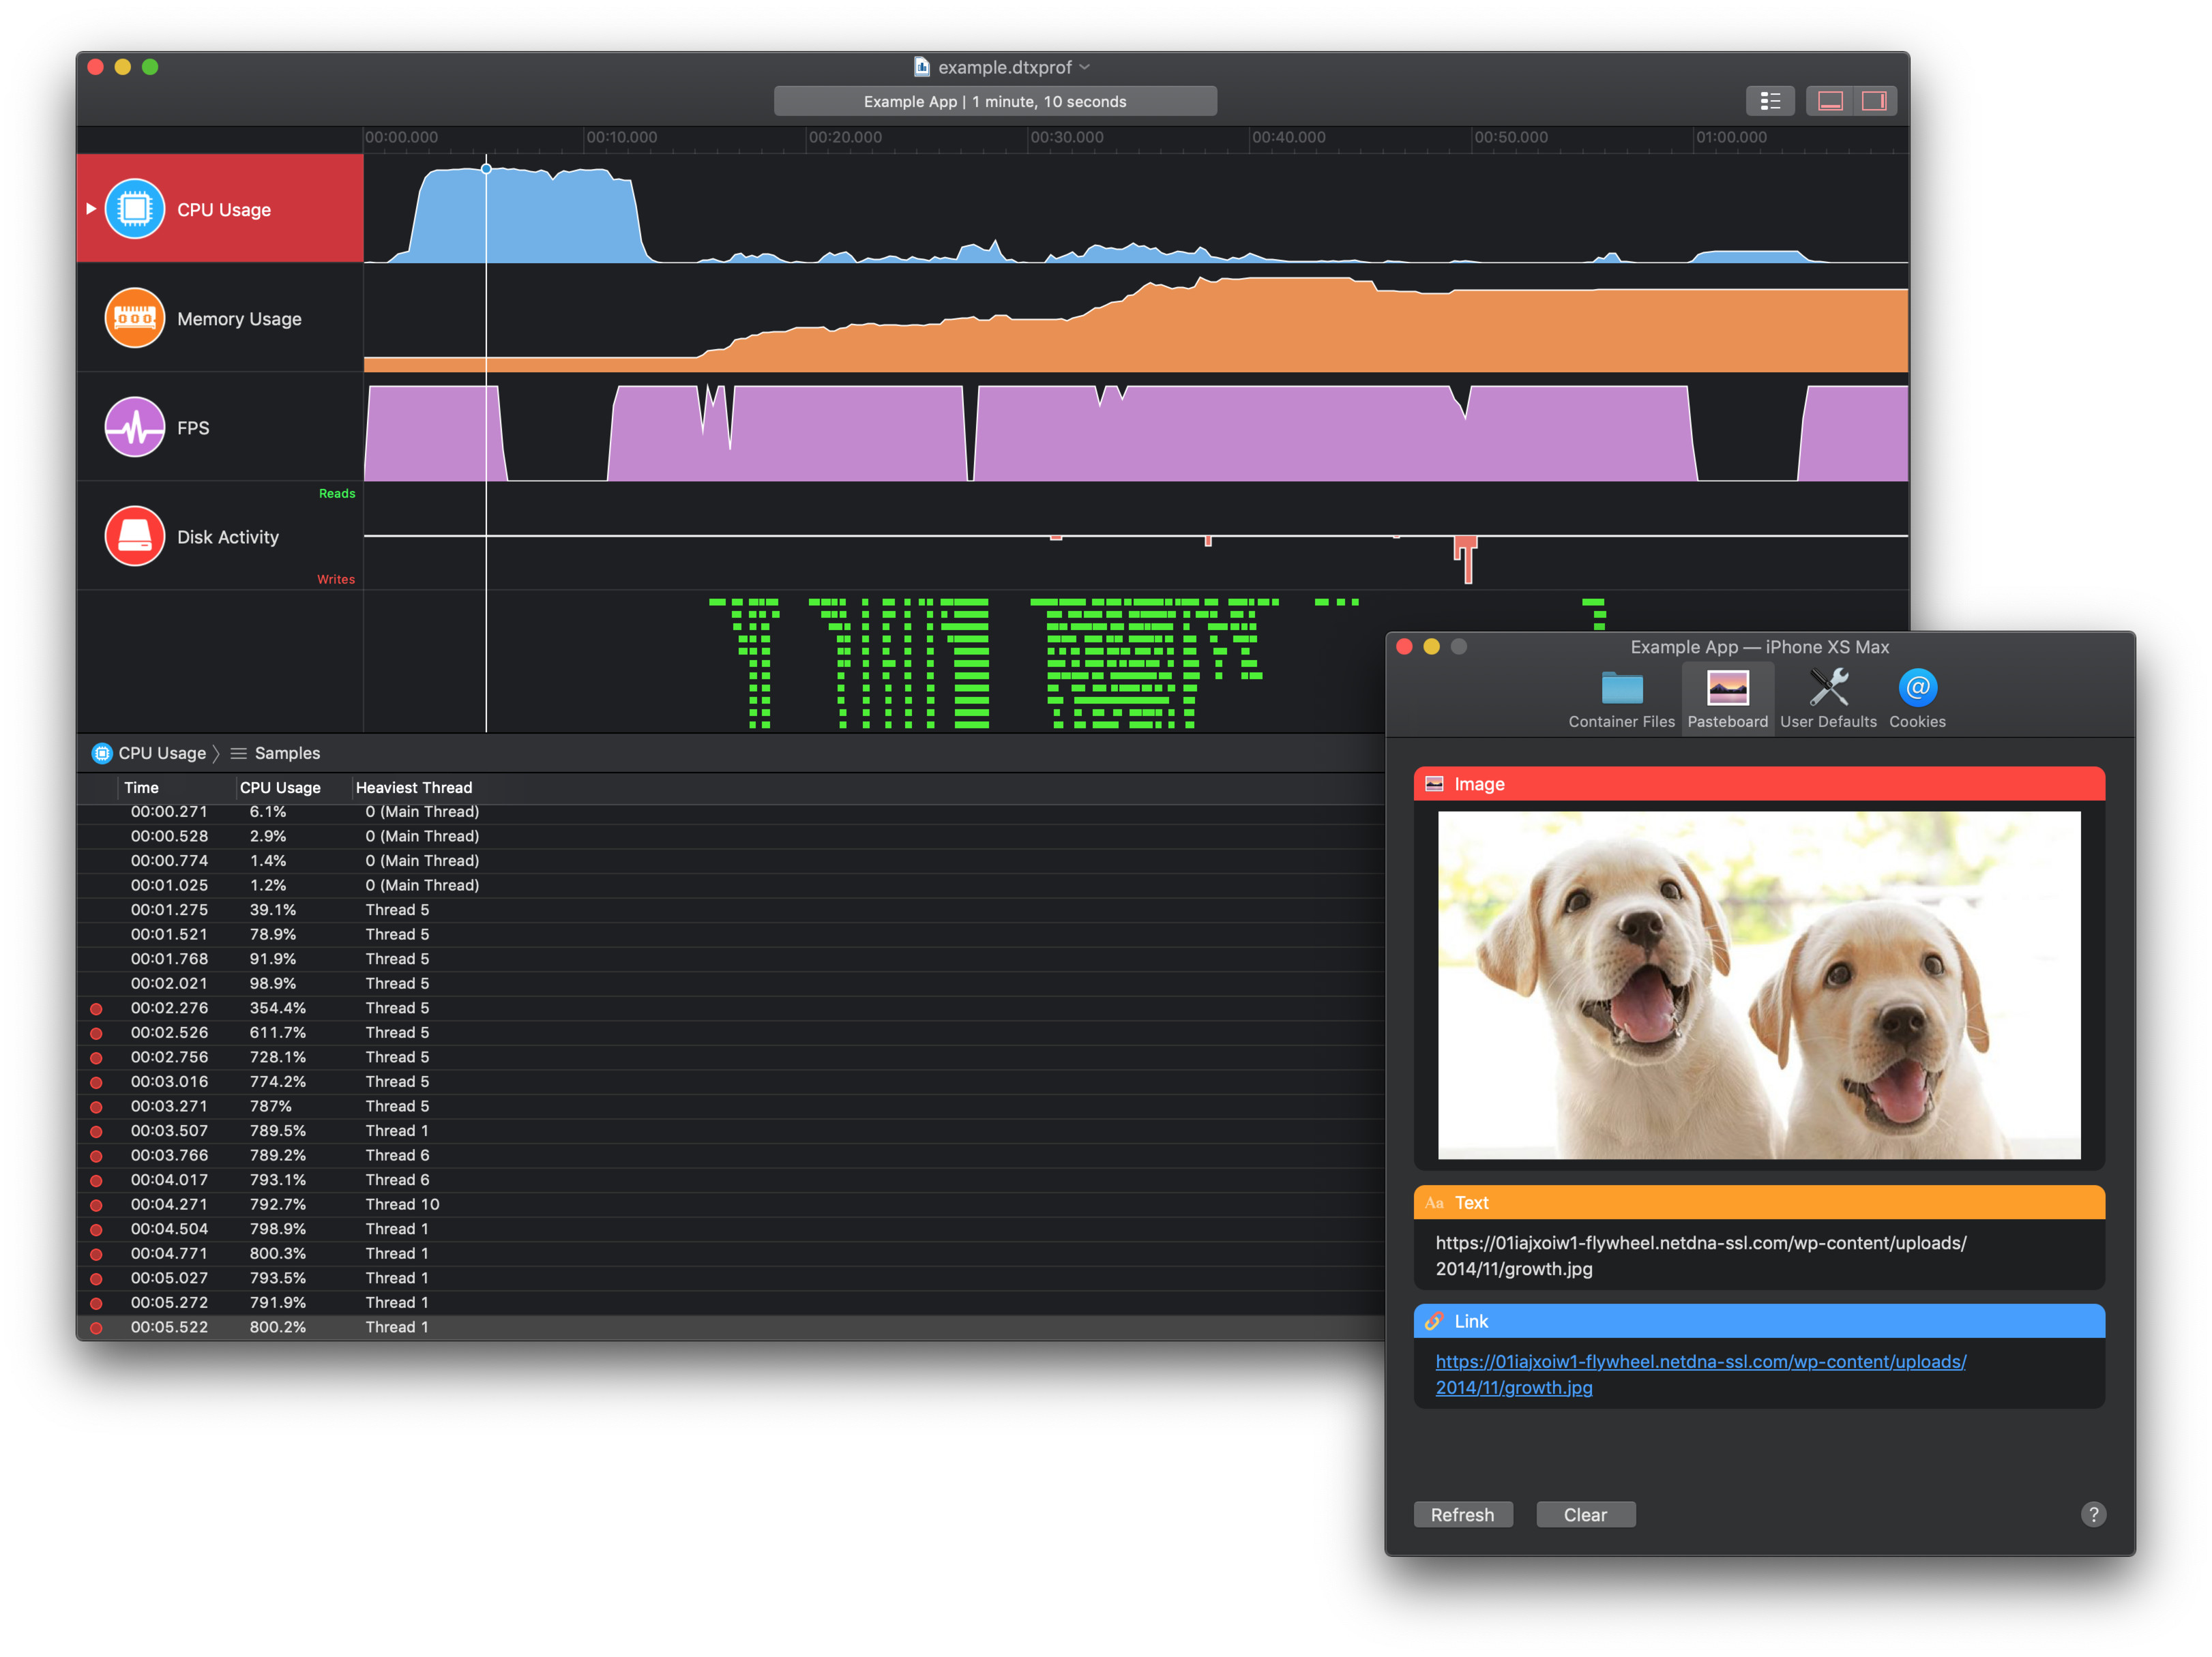 example.dtxprof
Example App | 1 minute, 10 seconds
00:00.000 00:10.000 00:20.000 00:30.000 00:40.000 00:50.000 01:00.000
CPU Usage
Memory Usage
FPS
Reads
Disk Activity
Writes
CPU Usage Samples
Time CPU Usage Heaviest Thread
00:00.271 6.1% 0 (Main Thread)
00:00.528 2.9% 0 (Main Thread)
00:00.774 1.4% 0 (Main Thread)
00:01.025 1.2% 0 (Main Thread)
00:01.275 39.1% Thread 5
00:01.521 78.9% Thread 5
00:01.768 91.9% Thread 5
00:02.021 98.9% Thread 5
00:02.276 354.4% Thread 5
00:02.526 611.7% Thread 5
00:02.756 728.1% Thread 5
00:03.016 774.2% Thread 5
00:03.271 787% Thread 5
00:03.507 789.5% Thread 1
00:03.766 789.2% Thread 6
00:04.017 793.1% Thread 6
00:04.271 792.7% Thread 10
00:04.504 798.9% Thread 1
00:04.771 800.3% Thread 1
00:05.027 793.5% Thread 1
00:05.272 791.9% Thread 1
00:05.522 800.2% Thread 1
Example App — iPhone XS Max
Container Files Pasteboard User Defaults Cookies
Image
Aa Text
https://01iajxoiw1-flywheel.netdna-ssl.com/wp-content/uploads/
2014/11/growth.jpg
Link
https://01iajxoiw1-flywheel.netdna-ssl.com/wp-content/uploads/
2014/11/growth.jpg
Refresh Clear ?